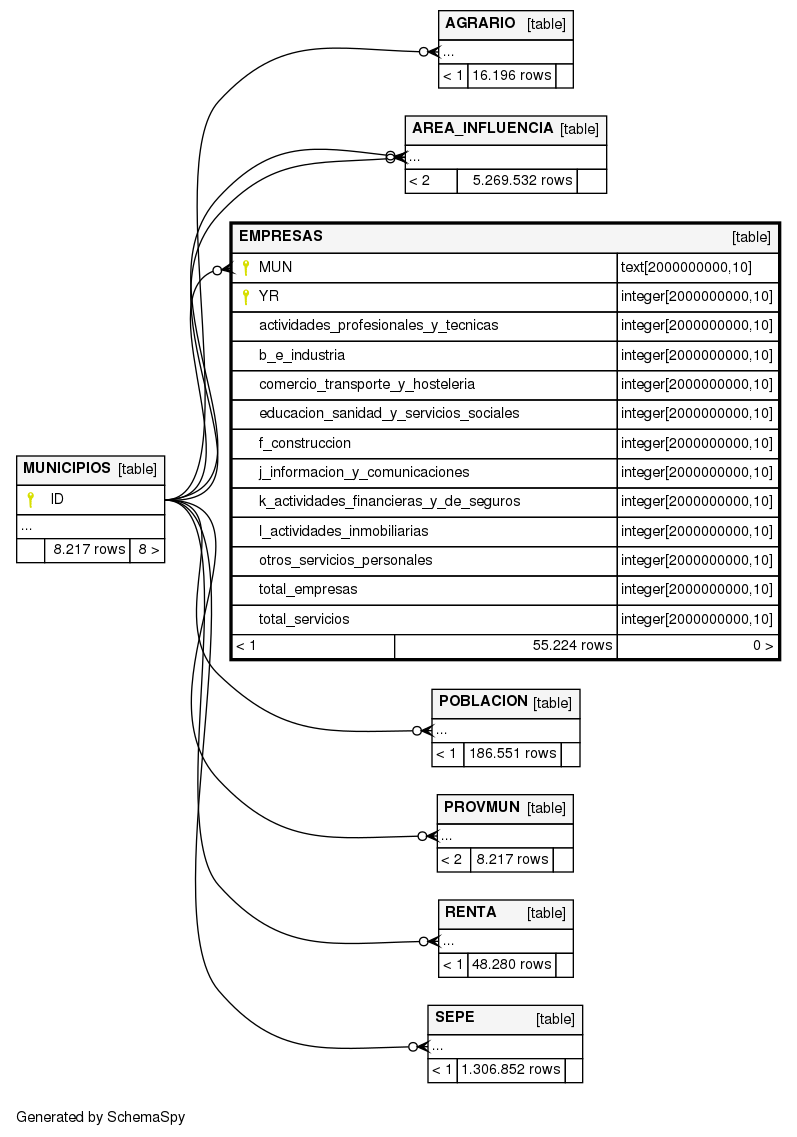 AGRARIO [table]
...
< 1 16.196 rows
AREA_INFLUENCIA [table]
...
< 2 5.269.532 rows
EMPRESAS [table]
MUN text[2000000000,10]
YR integer[2000000000,10]
actividades_profesionales_y_tecnicas integer[2000000000,10]
b_e_industria integer[2000000000,10]
comercio_transporte_y_hosteleria integer[2000000000,10]
educacion_sanidad_y_servicios_sociales integer[2000000000,10]
f_construccion integer[2000000000,10]
j_informacion_y_comunicaciones integer[2000000000,10]
k_actividades_financieras_y_de_seguros integer[2000000000,10]
l_actividades_inmobiliarias integer[2000000000,10]
otros_servicios_personales integer[2000000000,10]
total_empresas integer[2000000000,10]
total_servicios integer[2000000000,10]
< 1 55.224 rows 0 >
MUNICIPIOS [table]
ID
...
8.217 rows 8 >
POBLACION [table]
...
< 1 186.551 rows
PROVMUN [table]
...
< 2 8.217 rows
RENTA [table]
...
< 1 48.280 rows
SEPE [table]
...
< 1 1.306.852 rows
Generated by SchemaSpy